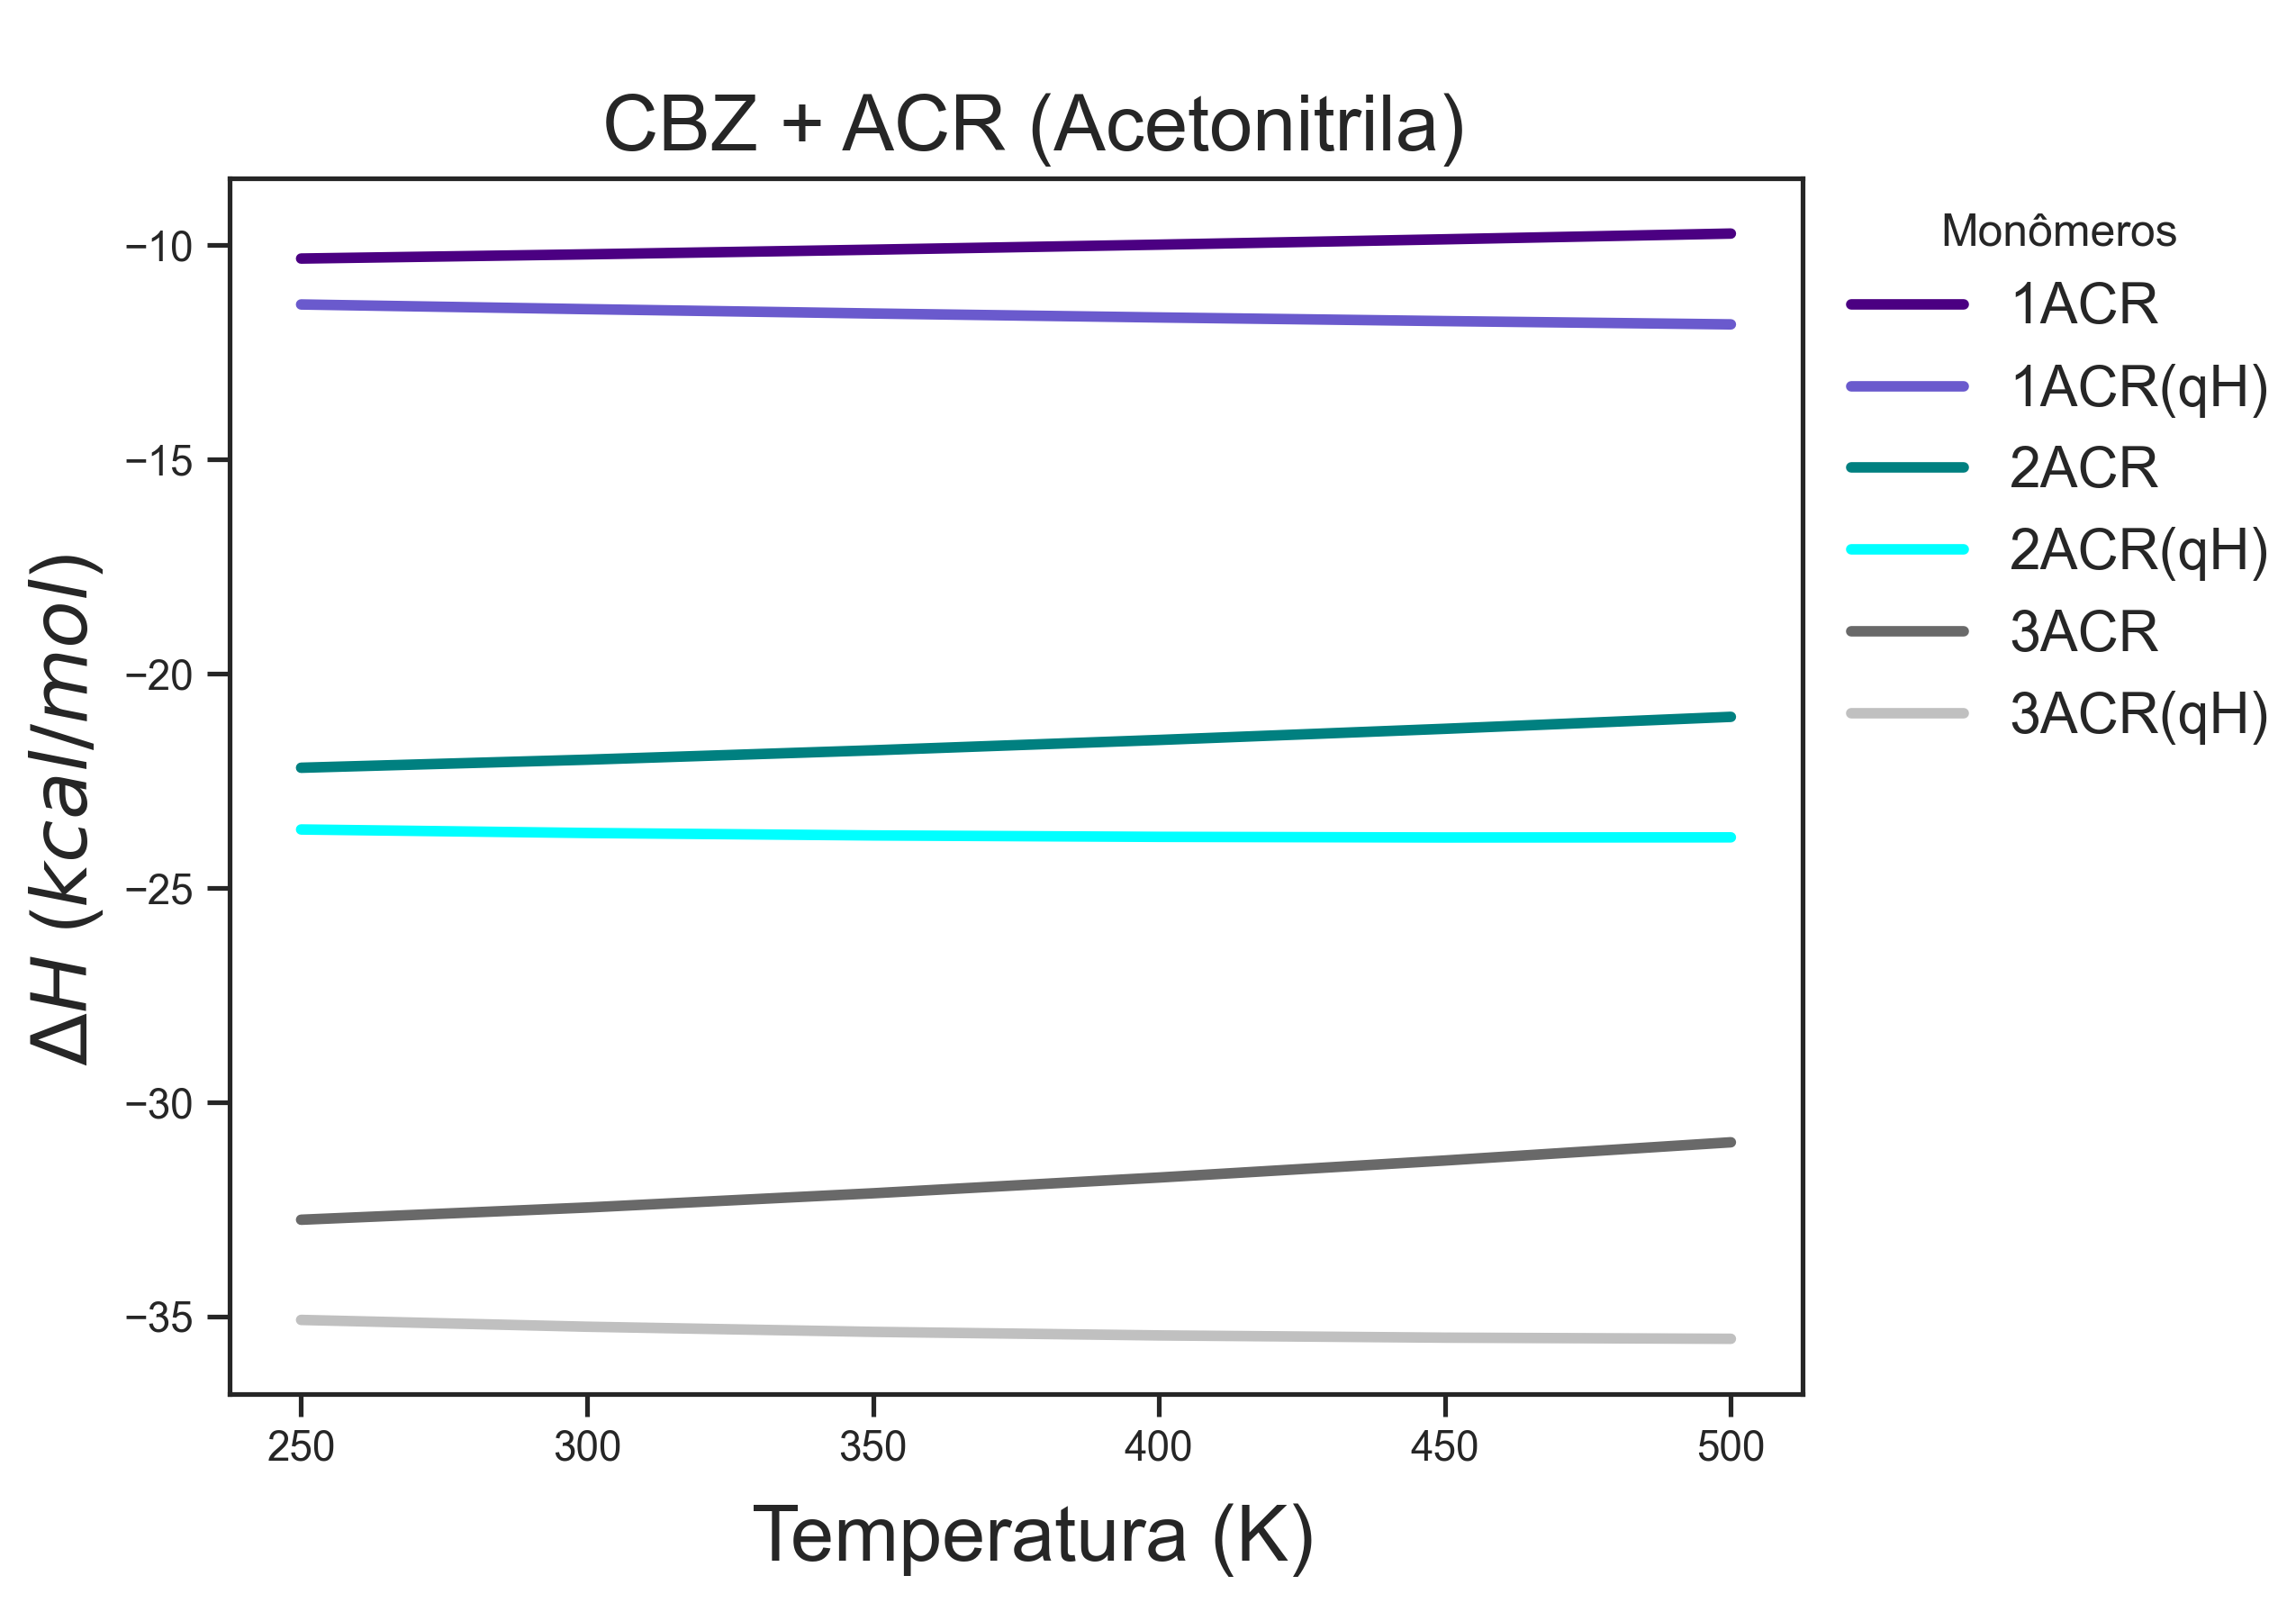 CBZ + ACR (Acetonitrila)
ΔH (kcal/mol)
−10
−15
−20
−25
−30
−35
250 300 350 400 450 500
Temperatura (K)
Monômeros
1ACR
1ACR(qH)
2ACR
2ACR(qH)
3ACR
3ACR(qH)